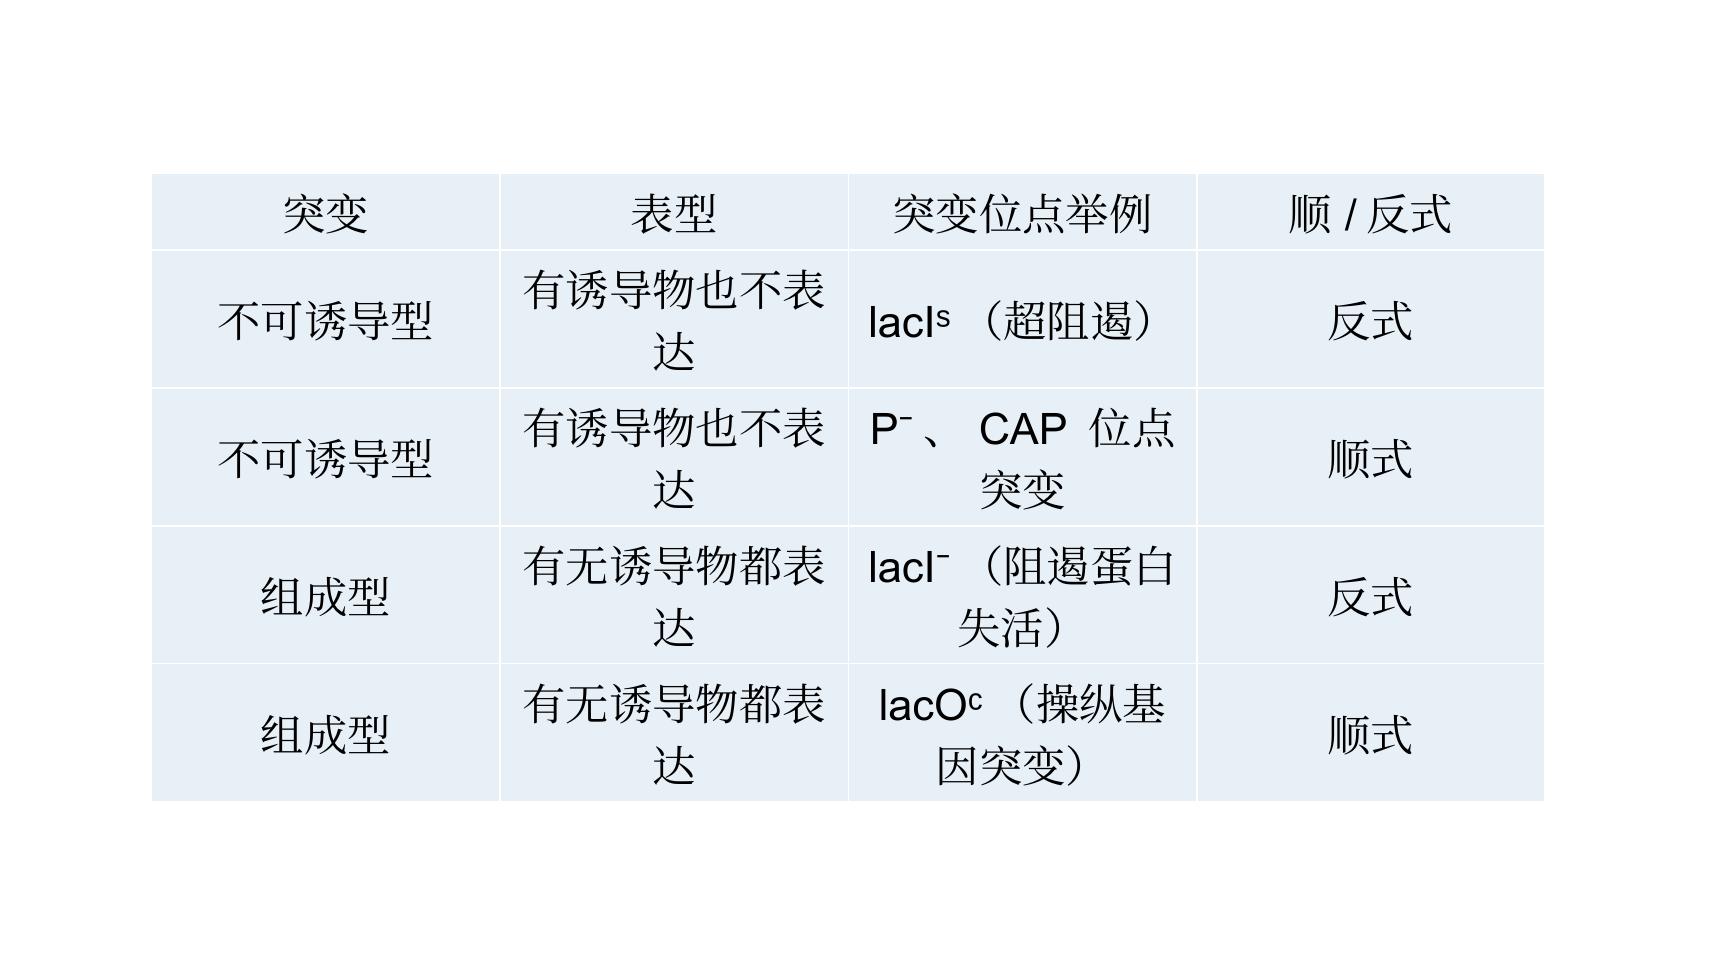 突变
表型
突变位点举例
顺 / 反式
不可诱导型
有诱导物也不表
达
lacIˢ （超阻遏）
反式
不可诱导型
有诱导物也不表
达
P⁻ 、 CAP 位点
突变
顺式
组成型
有无诱导物都表
达
lacI⁻ （阻遏蛋白
失活）
反式
组成型
有无诱导物都表
达
lacOᶜ （操纵基
因突变）
顺式